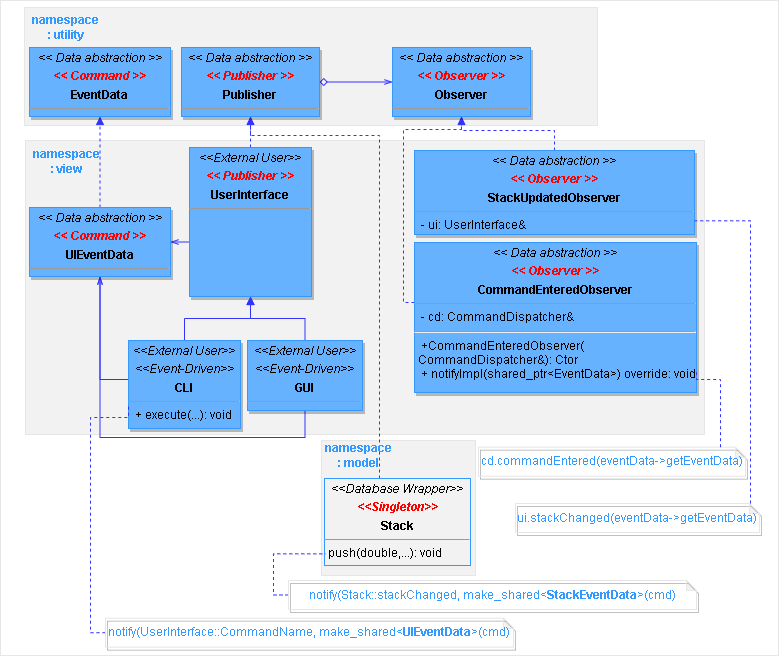 namespace
: utility
<< Data abstraction >>
<< Command >>
EventData
<< Data abstraction >>
<< Publisher >>
Publisher
<< Data abstraction >>
<< Observer >>
Observer
namespace
: view
<<External User>>
<< Publisher >>
UserInterface
<< Data abstraction >>
<< Observer >>
StackUpdatedObserver
- ui: UserInterface&
<< Data abstraction >>
<< Command >>
UIEventData
<< Data abstraction >>
<< Observer >>
CommandEnteredObserver
- cd: CommandDispatcher&
+CommandEnteredObserver(
CommandDispatcher&): Ctor
+ notifyImpl(shared_ptr<EventData>) override: void
<<External User>>
<<Event-Driven>>
CLI
+ execute(...): void
<<External User>>
<<Event-Driven>>
GUI
namespace
: model
<<Database Wrapper>>
<<Singleton>>
Stack
push(double,...): void
cd.commandEntered(eventData->getEventData)
ui.stackChanged(eventData->getEventData)
notify(Stack::stackChanged, make_shared<StackEventData>(cmd)
notify(UserInterface::CommandName, make_shared<UIEventData>(cmd)